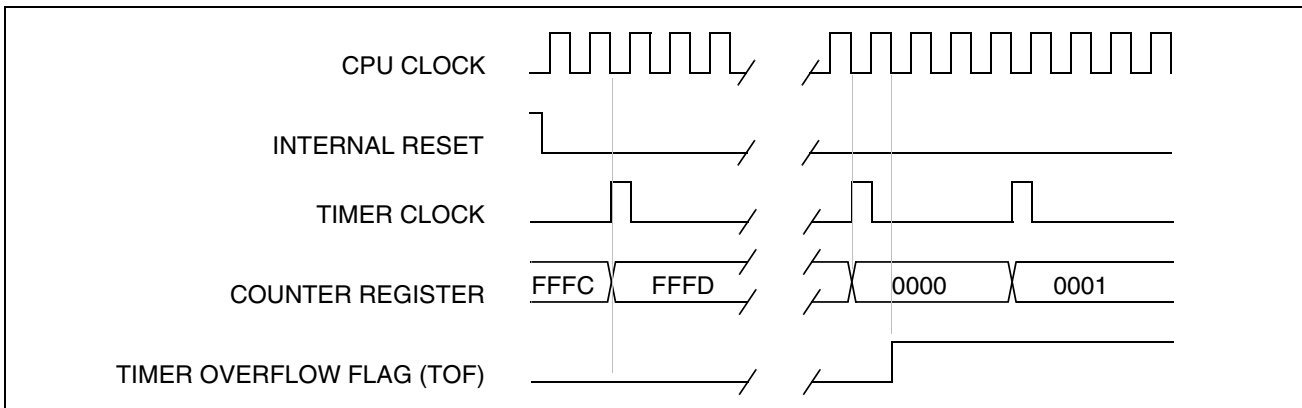 CPU CLOCK
INTERNAL RESET
TIMER CLOCK
COUNTER REGISTER FFFC FFFD 0000 0001
TIMER OVERFLOW FLAG (TOF)